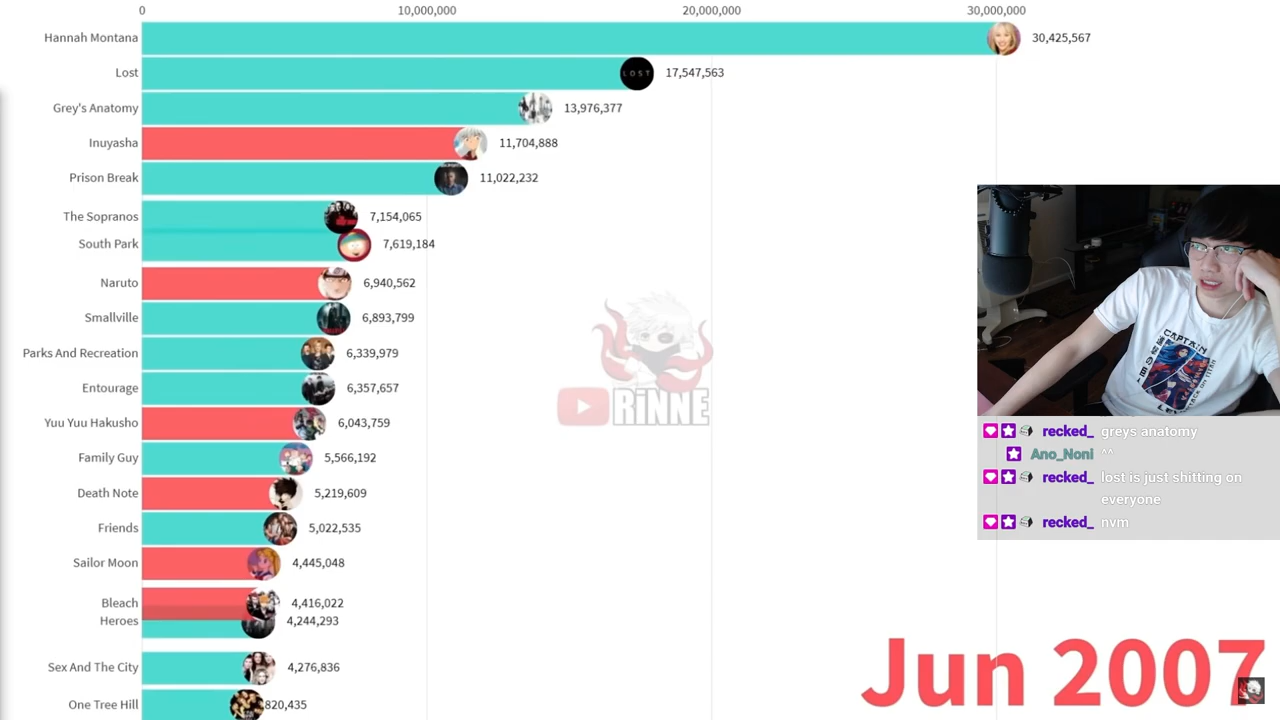 0 10,000,000 20,000,000 30,000,000
Hannah Montana 30,425,567
Lost LOST 17,547,563
Grey's Anatomy 13,976,377
Inuyasha 11,704,888
Prison Break 11,022,232
The Sopranos 7,154,065
South Park 7,619,184
Naruto 6,940,562
Smallville 6,893,799
Parks And Recreation 6,339,979
Entourage 6,357,657
Yuu Yuu Hakusho 6,043,759
Family Guy 5,566,192
Death Note 5,219,609
Friends 5,022,535
Sailor Moon 4,445,048
Bleach 4,416,022
Heroes 4,244,293
Sex And The City 4,276,836
One Tree Hill 820,435
RiNNE
CAPTAIN
recked_ greys anatomy
Ano_Noni ^^
recked_ lost is just shitting on
everyone
recked_ nvm
Jun 2007